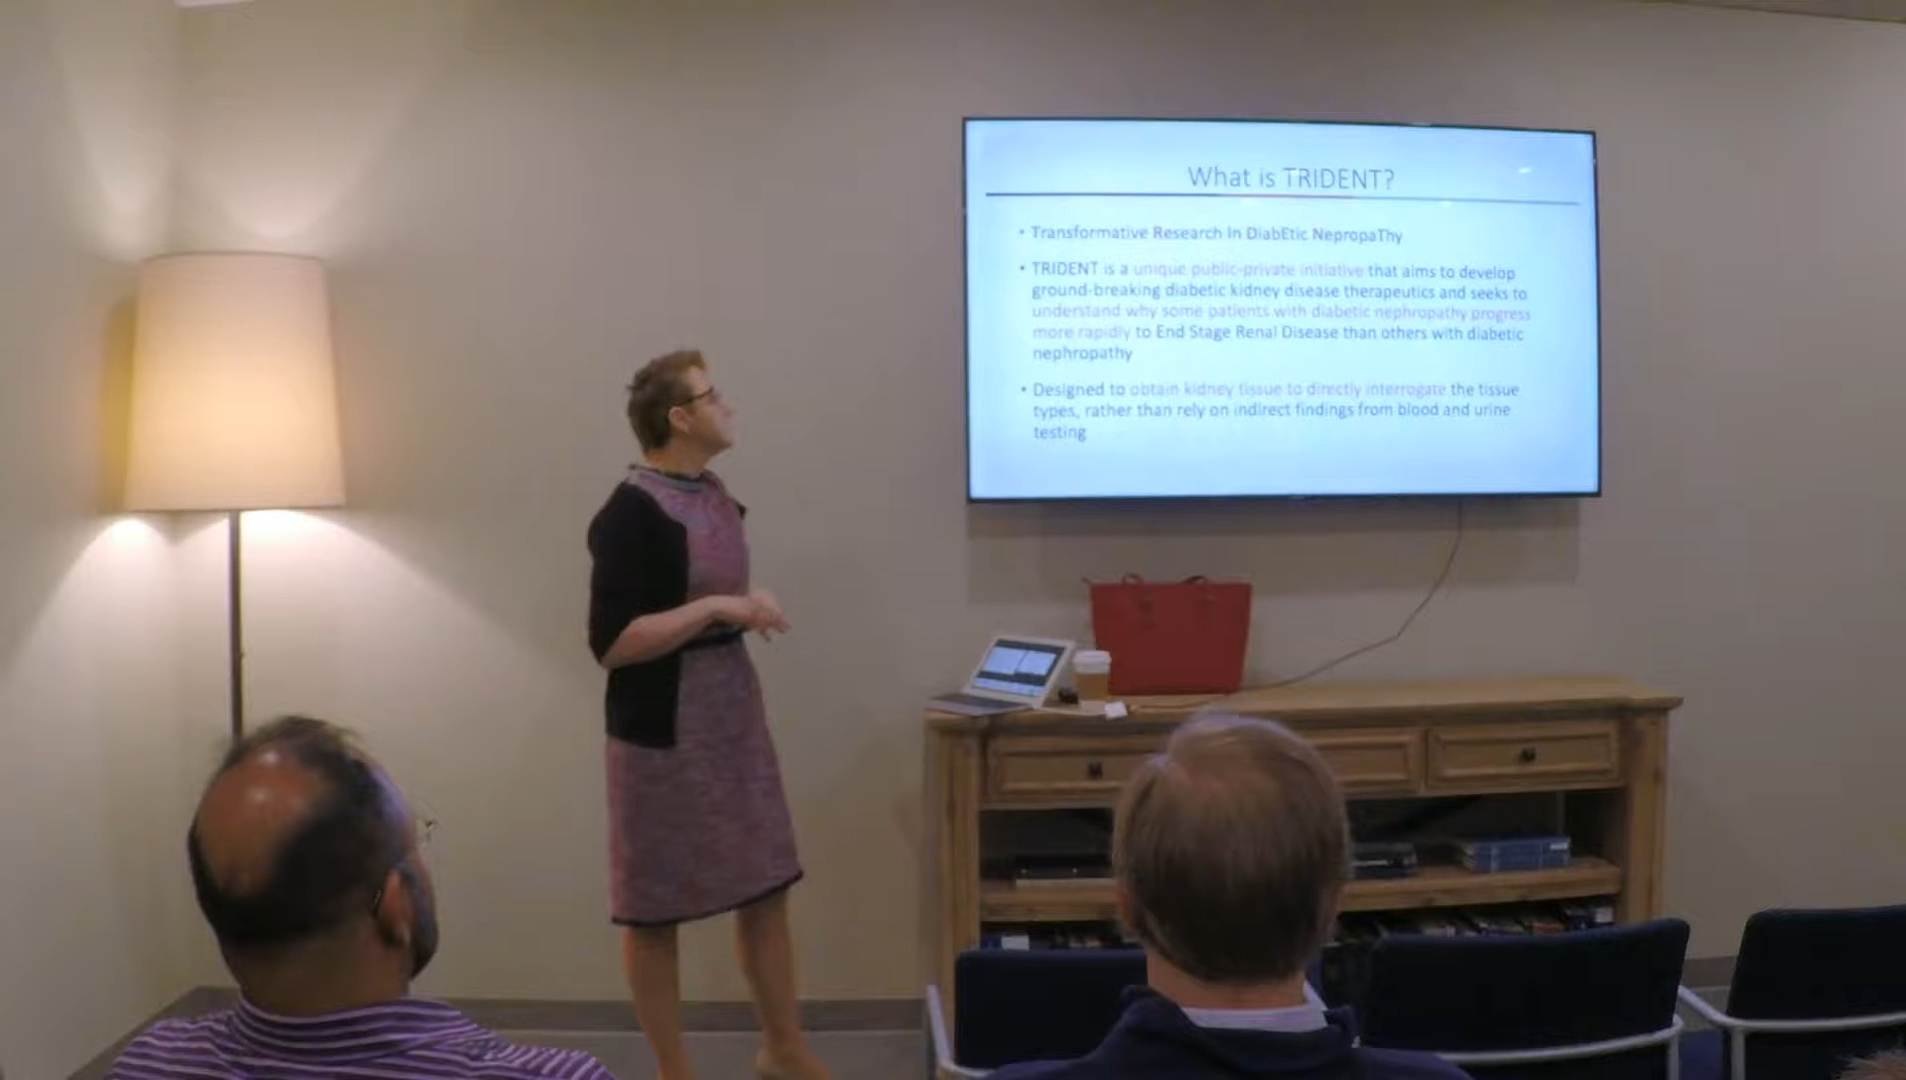 What is TRIDENT?
• Transformative Research In DiabEtic NepropaThy
• TRIDENT is a unique public-private initiative that aims to develop
ground-breaking diabetic kidney disease therapeutics and seeks to
understand why some patients with diabetic nephropathy progress
more rapidly to End Stage Renal Disease than others with diabetic
nephropathy
• Designed to obtain kidney tissue to directly interrogate the tissue
types, rather than rely on indirect findings from blood and urine
testing